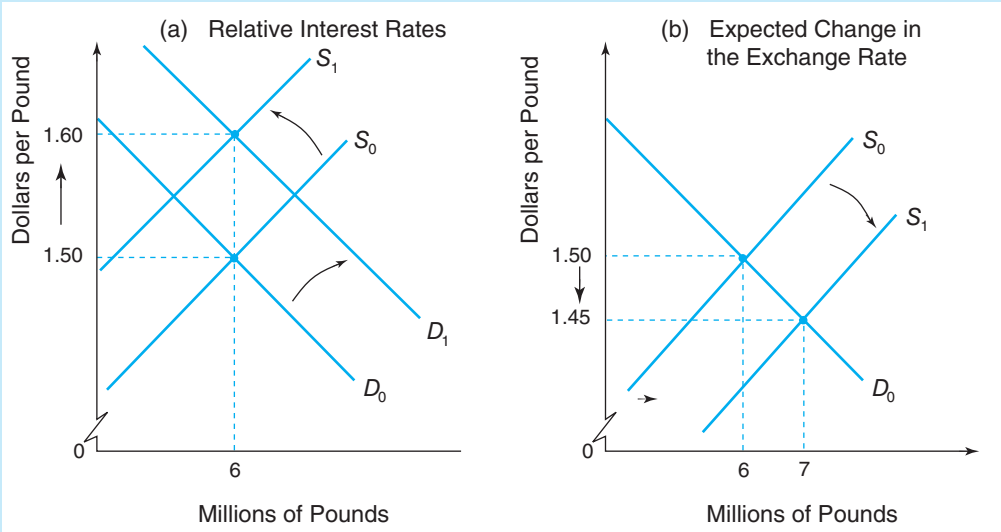 (a) Relative Interest Rates
Dollars per Pound
S₁
1.60
S₀
1.50
D₁
D₀
0
6
Millions of Pounds
(b) Expected Change in
the Exchange Rate
Dollars per Pound
S₀
S₁
1.50
1.45
D₀
0
6 7
Millions of Pounds